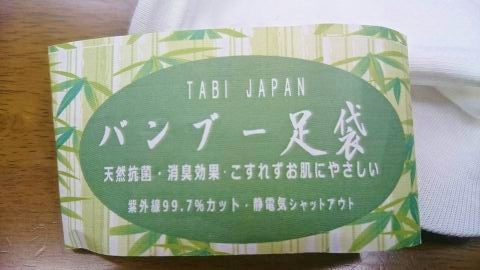 TABI JAPAN
バンブー足袋
天然抗菌・消臭効果・こすれずお肌にやさしい
紫外線99.7%カット・静電気シャットアウト